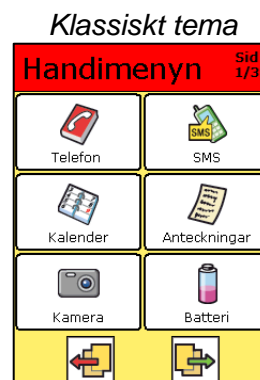 Klassiskt tema
Handimenyn
Sid
1/3
Telefon
SMS
SMS
Kalender
Anteckningar
Kamera
Batteri